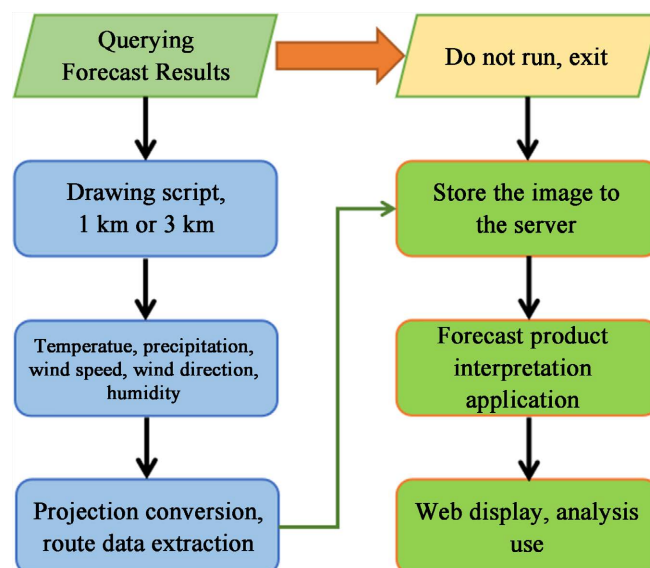 Querying
Forecast Results
Do not run, exit
Drawing script,
1 km or 3 km
Store the image to
the server
Temperatue, precipitation,
wind speed, wind direction,
humidity
Forecast product
interpretation
application
Projection conversion,
route data extraction
Web display, analysis
use